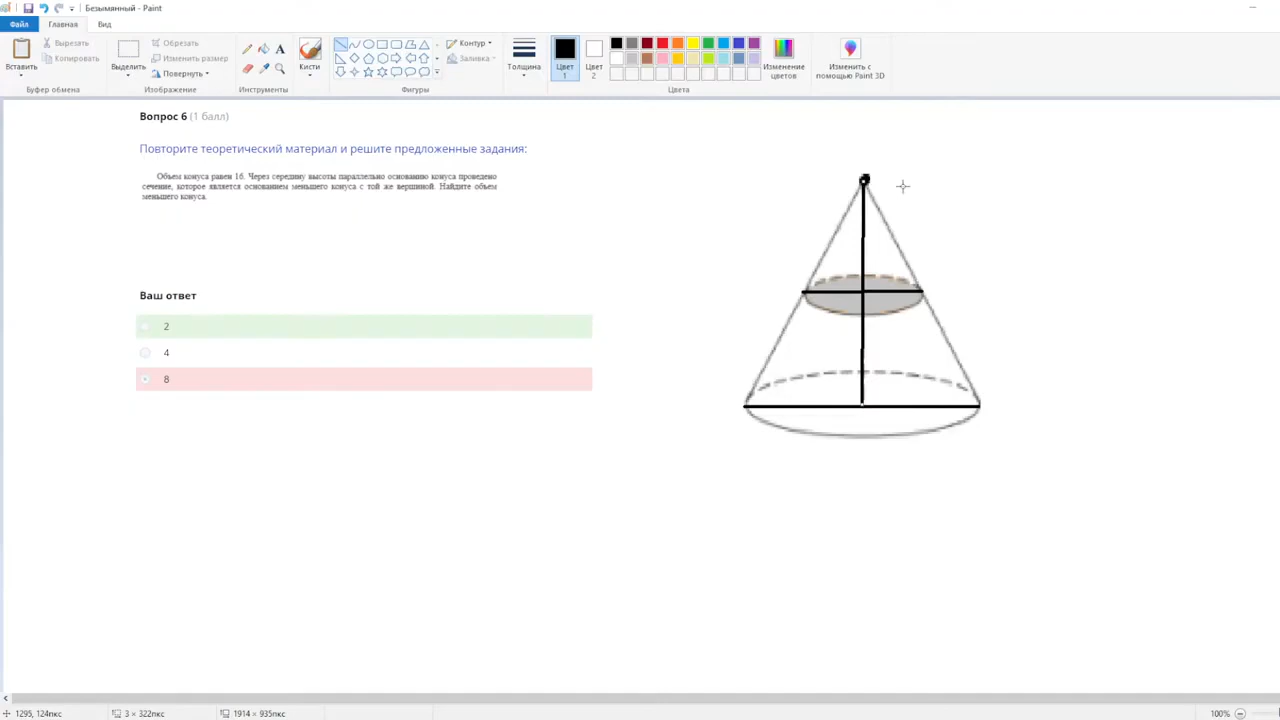 Безымянный - Paint
Файл
Главная
Вид
Вставить
Вырезать
Копировать
Буфер обмена
Выделить
Обрезать
Изменить размер
Повернуть
Изображение
A
Инструменты
Кисти
Контур
Заливка
Фигуры
Толщина
Цвет
1
Цвет
2
Изменение
цветов
Изменить с
помощью Paint 3D
Цвета
Вопрос 6 (1 балл)
Повторите теоретический материал и решите предложенные задания:
Объем конуса равен 16. Через середину высоты параллельно основанию конуса проведено
сечение, которое является основанием меньшего конуса с той же вершиной. Найдите объем
меньшего конуса.
Ваш ответ
2
4
8
1295, 124пкс
3 × 322пкс
1914 × 935пкс
100%